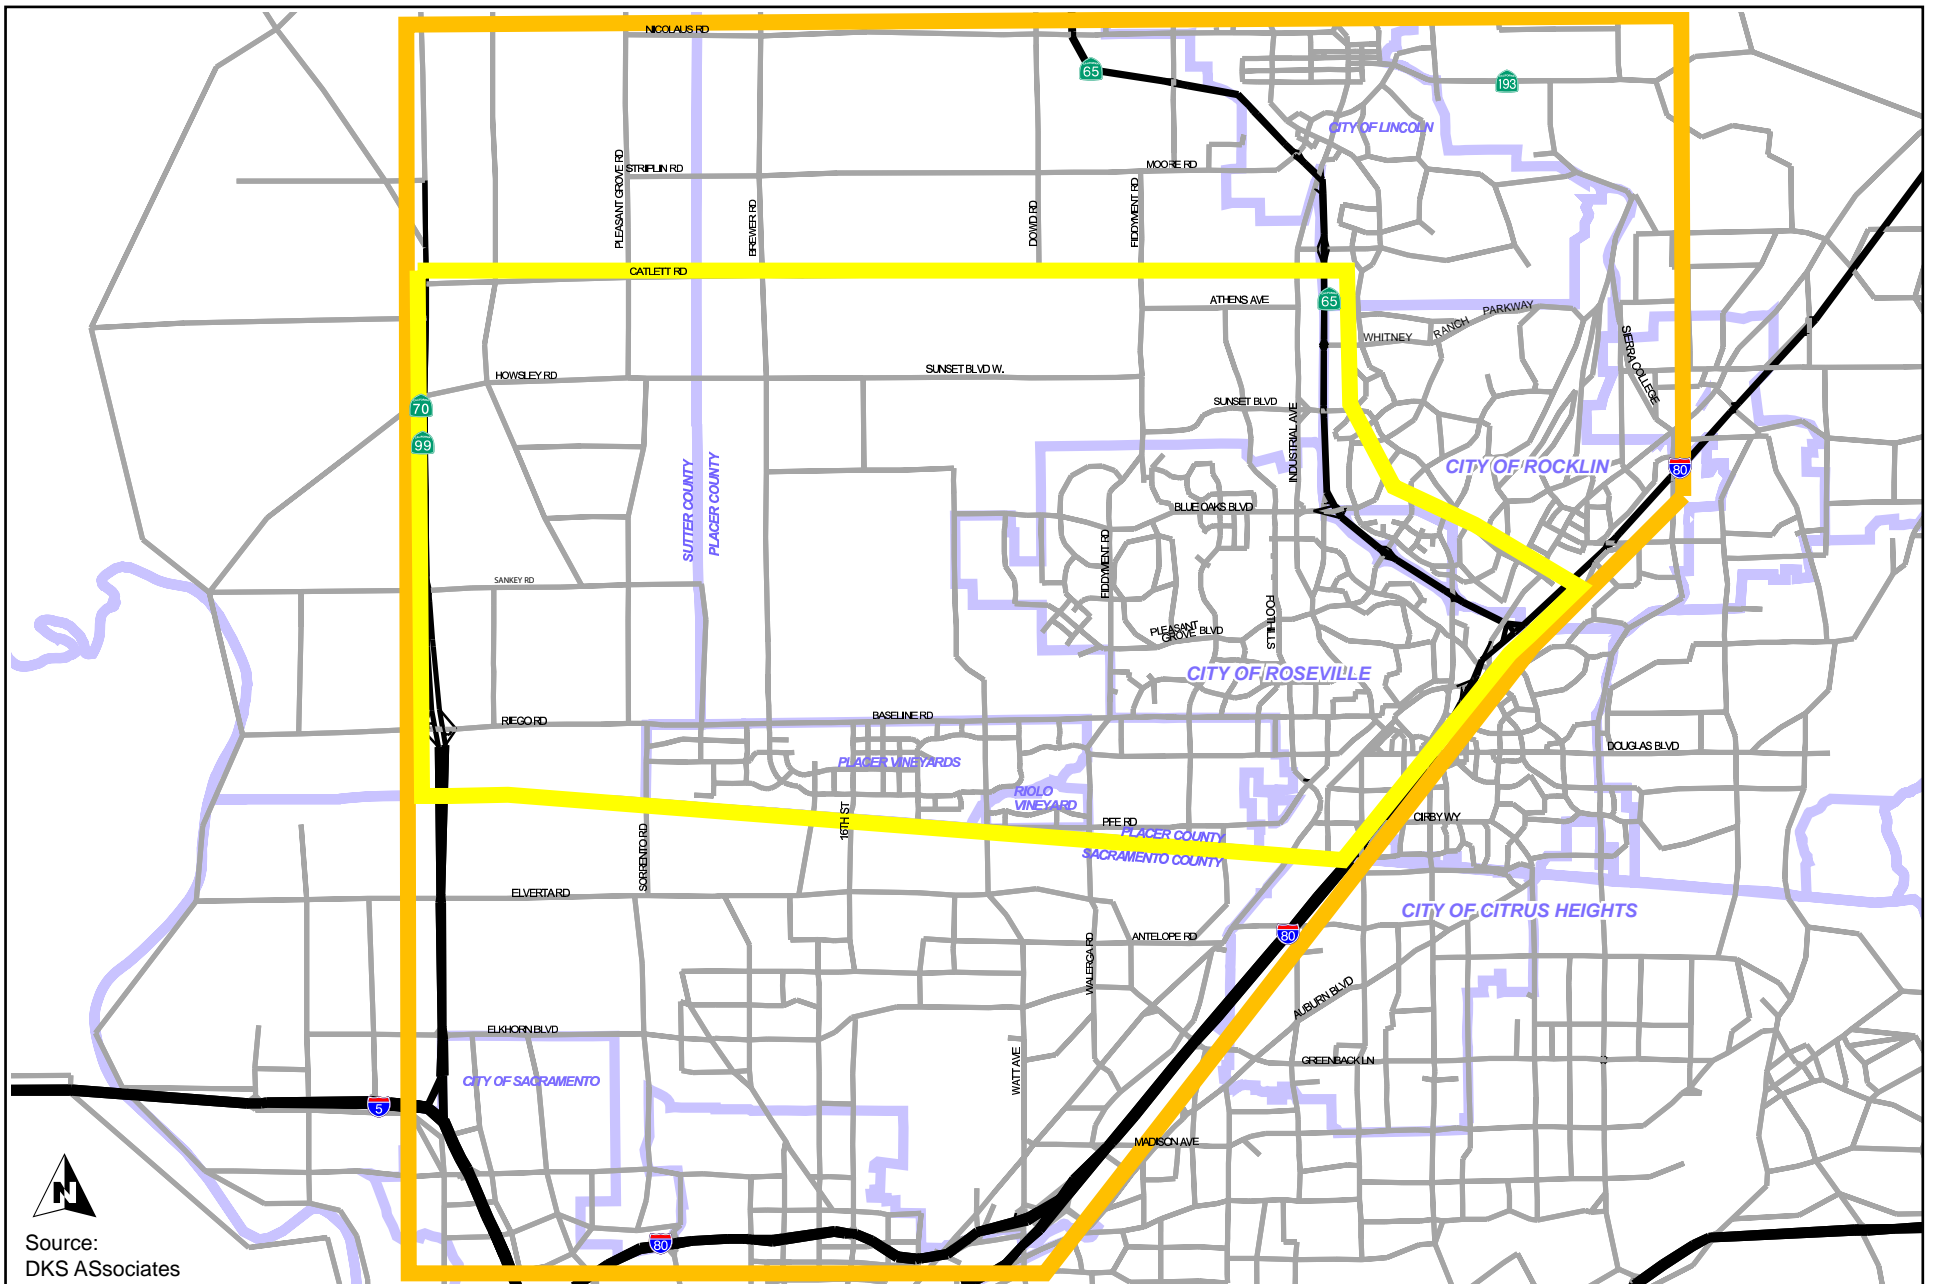 NICOLAUS RD
65
193
CITY OF LINCOLN
STRIPLIN RD
MOORE RD
PLEASANT GROVE RD
BREWER RD
DOWD RD
FIDDYMENT RD
CATLETT RD
65
ATHENS AVE
WHITNEY
RANCH
PARKWAY
SIERRA COLLEGE
HOWSLEY RD
SUNSET BLVD W.
SUNSET BLVD
70
99
INDUSTRIAL AVE
SUTTER COUNTY
PLACER COUNTY
CITY OF ROCKLIN
80
BLUE OAKS BLVD
FIDDYMENT RD
SANKEY RD
FOOTHILLS
PLEASANT
GROVE BLVD
CITY OF ROSEVILLE
RIEGO RD
BASELINE RD
DOUGLAS BLVD
PLACER VINEYARDS
RIOLO
VINEYARD
16TH ST
PFE RD
CIRBY WY
PLACER COUNTY
SACRAMENTO COUNTY
SORRENTO RD
ELVERTA RD
CITY OF CITRUS HEIGHTS
80
ANTELOPE RD
WALERGA RD
AUBURN BLVD
ELKHORN BLVD
WATT AVE
GREENBACK LN
CITY OF SACRAMENTO
5
MADISON AVE
N
80
Source:
DKS ASsociates